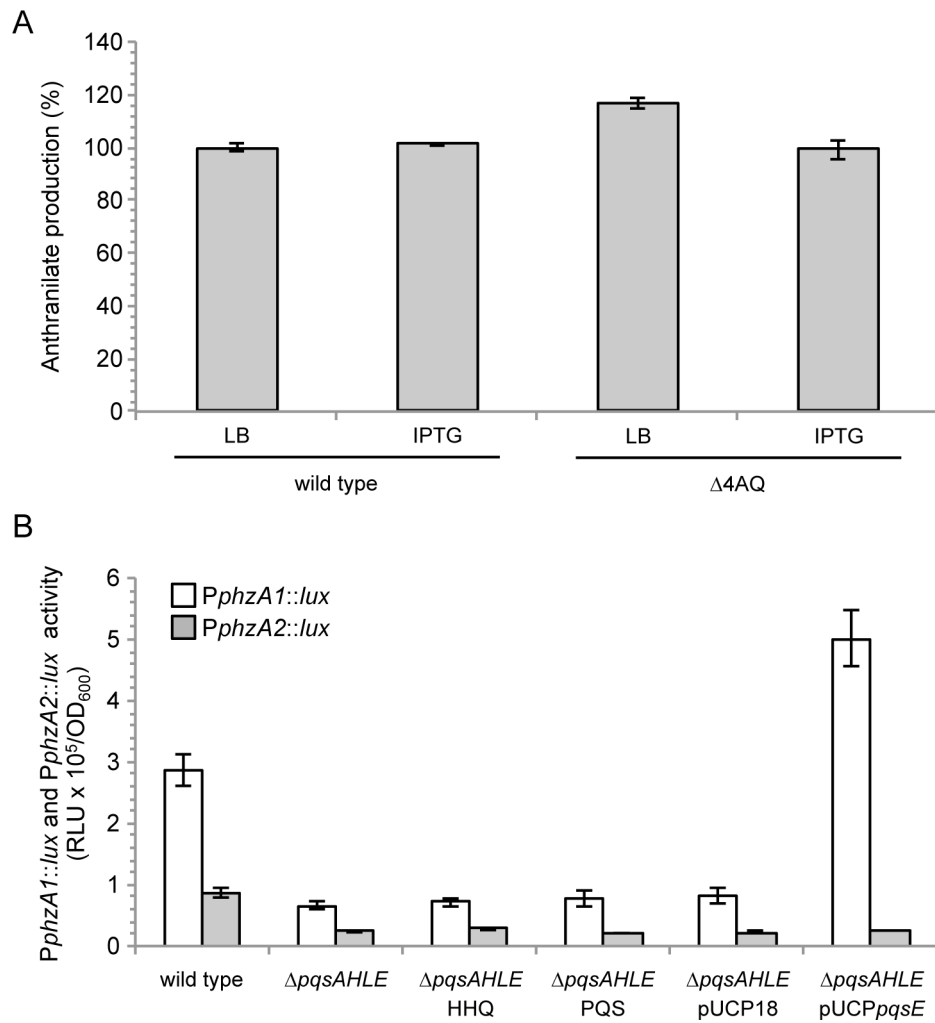 A
Anthranilate production (%)
140
120
100
80
60
40
20
0
LB
IPTG
LB
IPTG
wild type
Δ4AQ
B
PphzA1::lux and PphzA2::lux activity
(RLU x 10⁵/OD₆₀₀)
6
5
4
3
2
1
0
PphzA1::lux
PphzA2::lux
wild type
ΔpqsAHLE
ΔpqsAHLE
HHQ
ΔpqsAHLE
PQS
ΔpqsAHLE
pUCP18
ΔpqsAHLE
pUCPpqsE